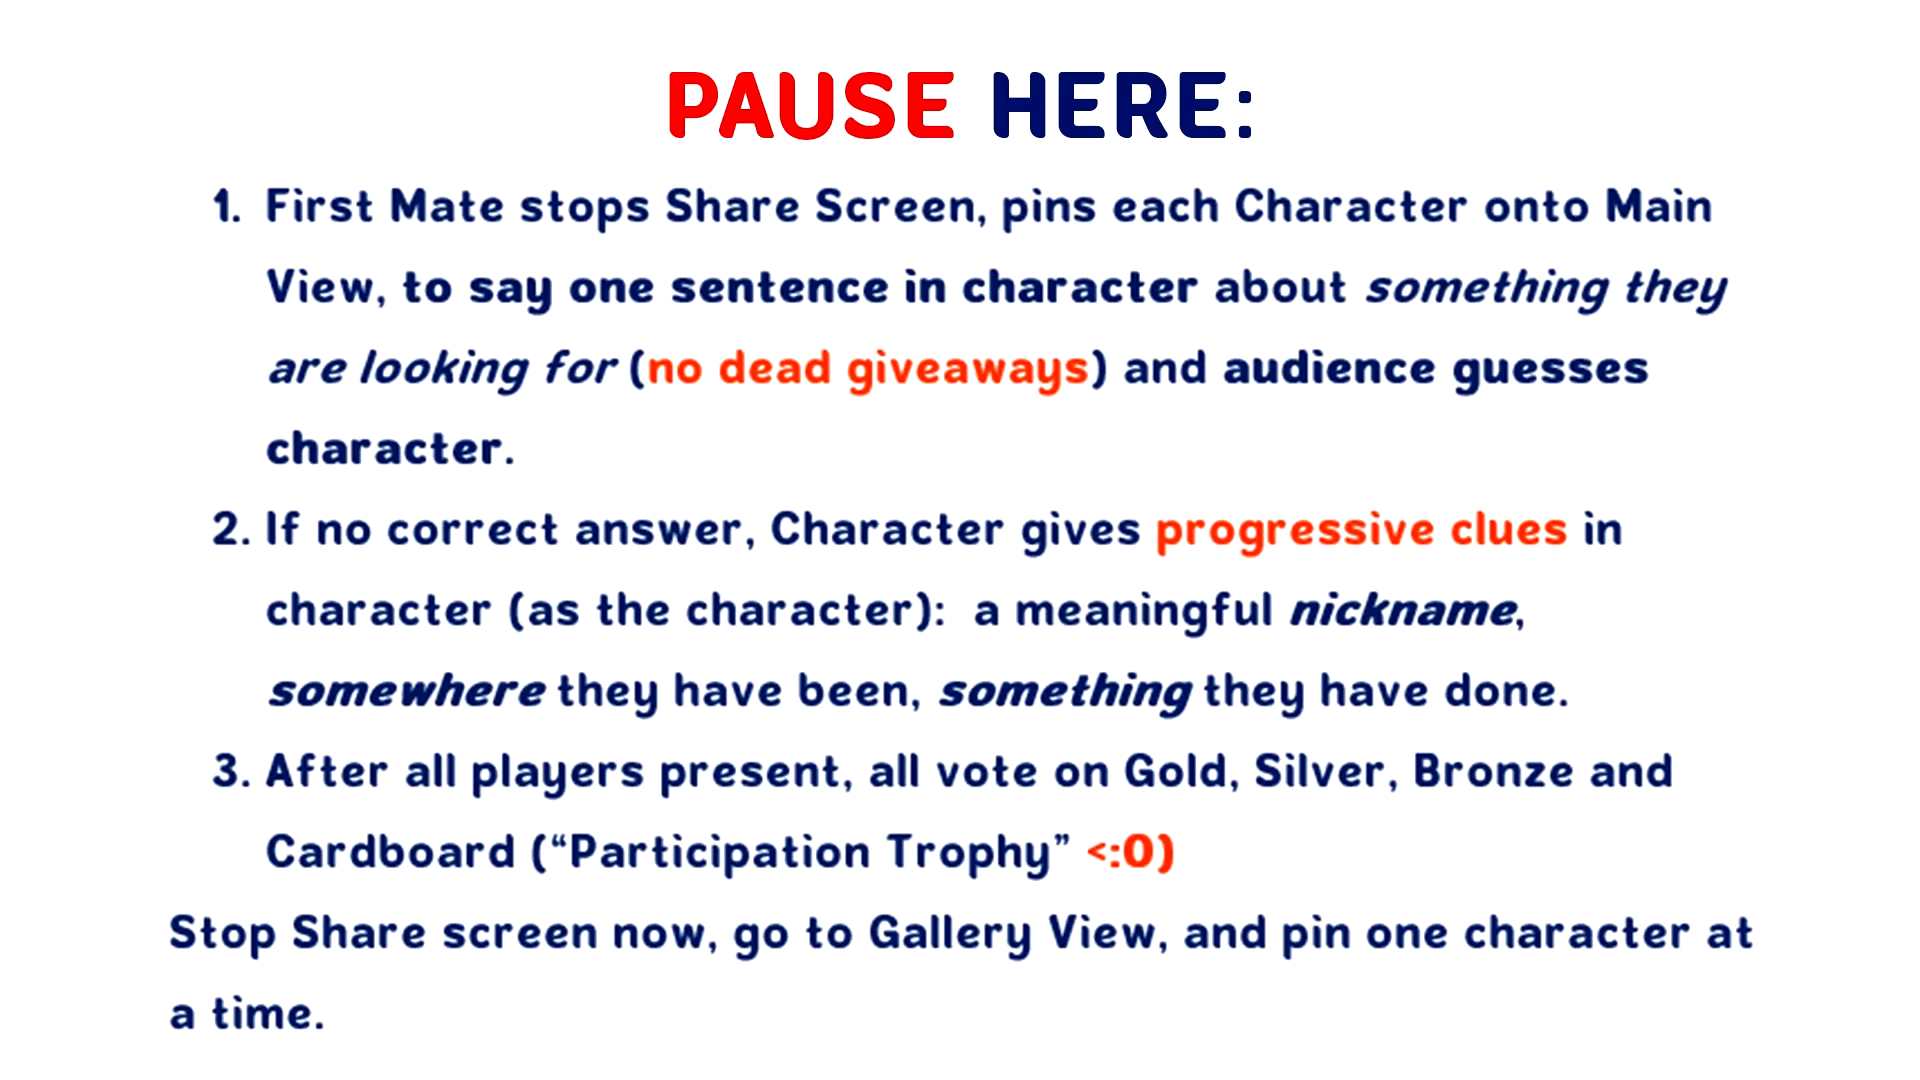 PAUSE HERE:
1. First Mate stops Share Screen, pins each Character onto Main
View, to say one sentence in character about something they
are looking for (no dead giveaways) and audience guesses
character.
2. If no correct answer, Character gives progressive clues in
character (as the character): a meaningful nickname,
somewhere they have been, something they have done.
3. After all players present, all vote on Gold, Silver, Bronze and
Cardboard (“Participation Trophy” <:O)
Stop Share screen now, go to Gallery View, and pin one character at
a time.